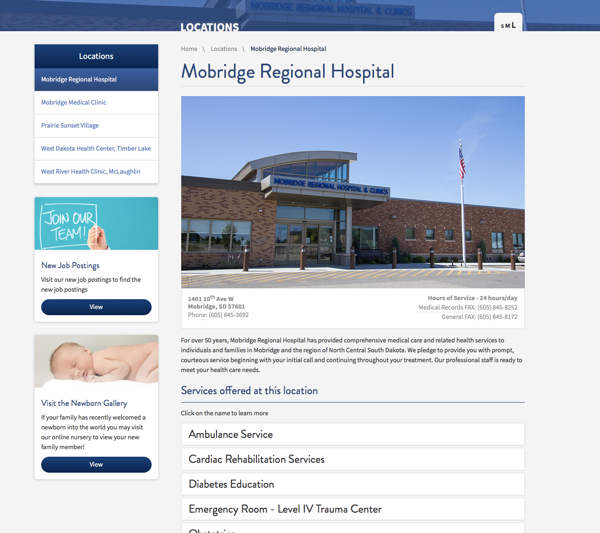 LOCATIONS
S M L
Locations
Mobridge Regional Hospital
Mobridge Medical Clinic
Prairie Sunset Village
West Dakota Health Center, Timber Lake
West River Health Clinic, McLaughlin
JOIN OUR
TEAM!
New Job Postings
Visit our new job postings to find the
new job postings
View
Visit the Newborn Gallery
If your family has recently welcomed a
newborn into the world you may visit
our online nursery to view your new
family member!
View
Home \ Locations \ Mobridge Regional Hospital
Mobridge Regional Hospital
MOBRIDGE REGIONAL HOSPITAL & CLINICS
1401 10th Ave W
Mobridge, SD 57601
Phone: (605) 845-3692
Hours of Service - 24 hours/day
Medical Records FAX: (605) 845-8252
General FAX: (605) 845-8172
For over 50 years, Mobridge Regional Hospital has provided comprehensive medical care and related health services to
individuals and families in Mobridge and the region of North Central South Dakota. We pledge to provide you with prompt,
courteous service beginning with your initial call and continuing throughout your treatment. Our professional staff is ready to
meet your health care needs.
Services offered at this location
Click on the name to learn more
Ambulance Service
Cardiac Rehabilitation Services
Diabetes Education
Emergency Room - Level IV Trauma Center
Obstetrics